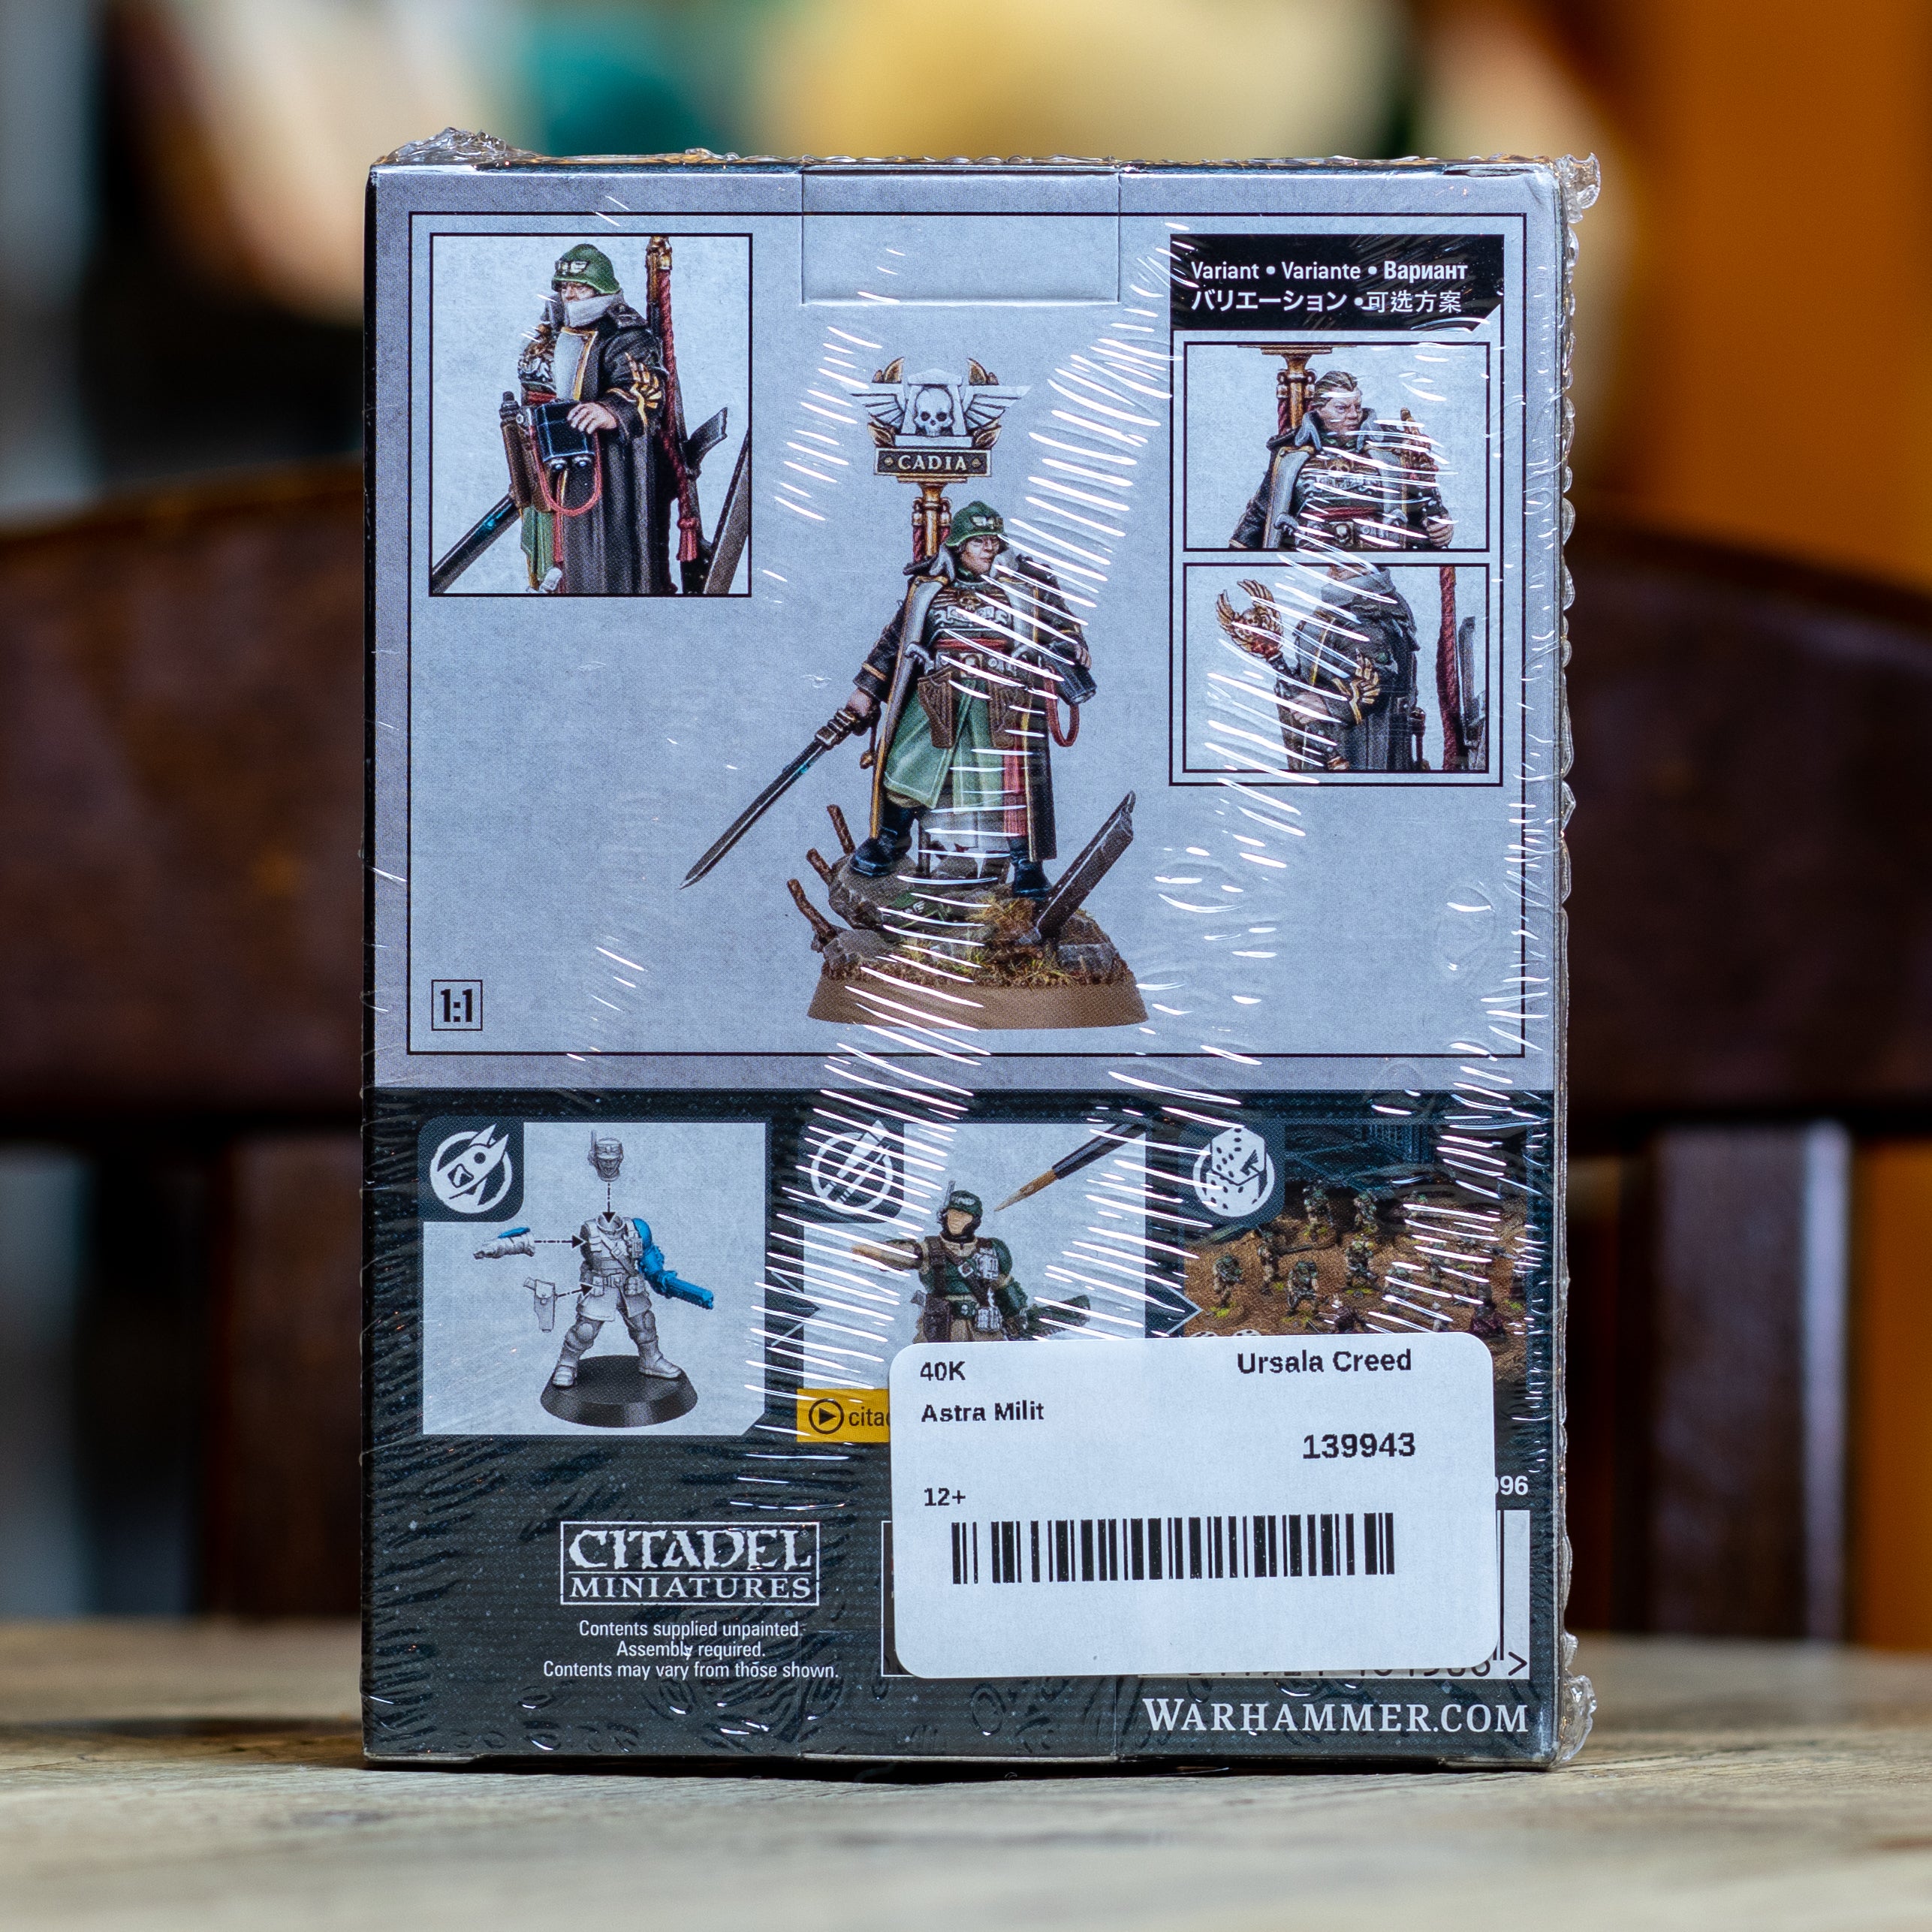 Variant • Variante • Вариант
バリエーション •可选方案
CADIA
1:1
40K Ursala Creed
Astra Milit
139943
12+
CITADEL
MINIATURES
Contents supplied unpainted.
Assembly required.
Contents may vary from those shown.
WARHAMMER.COM